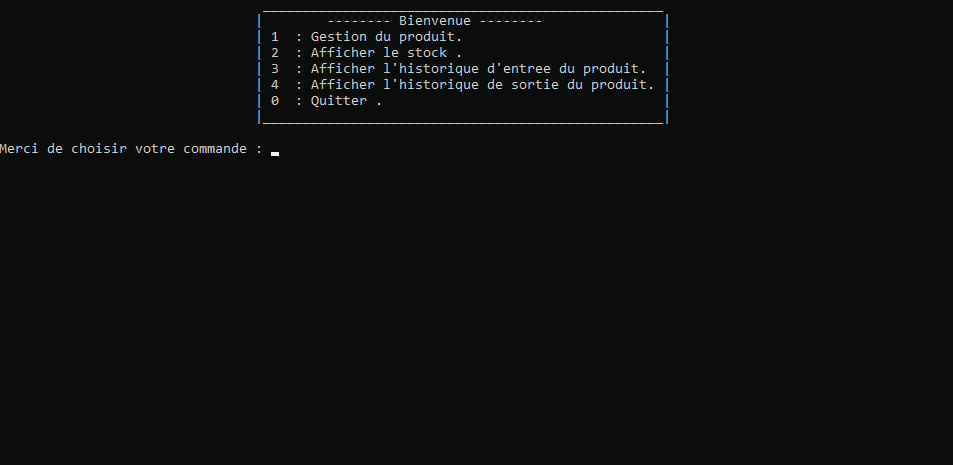 -------- Bienvenue --------
1 : Gestion du produit.
2 : Afficher le stock .
3 : Afficher l'historique d'entree du produit.
4 : Afficher l'historique de sortie du produit.
0 : Quitter .
Merci de choisir votre commande :